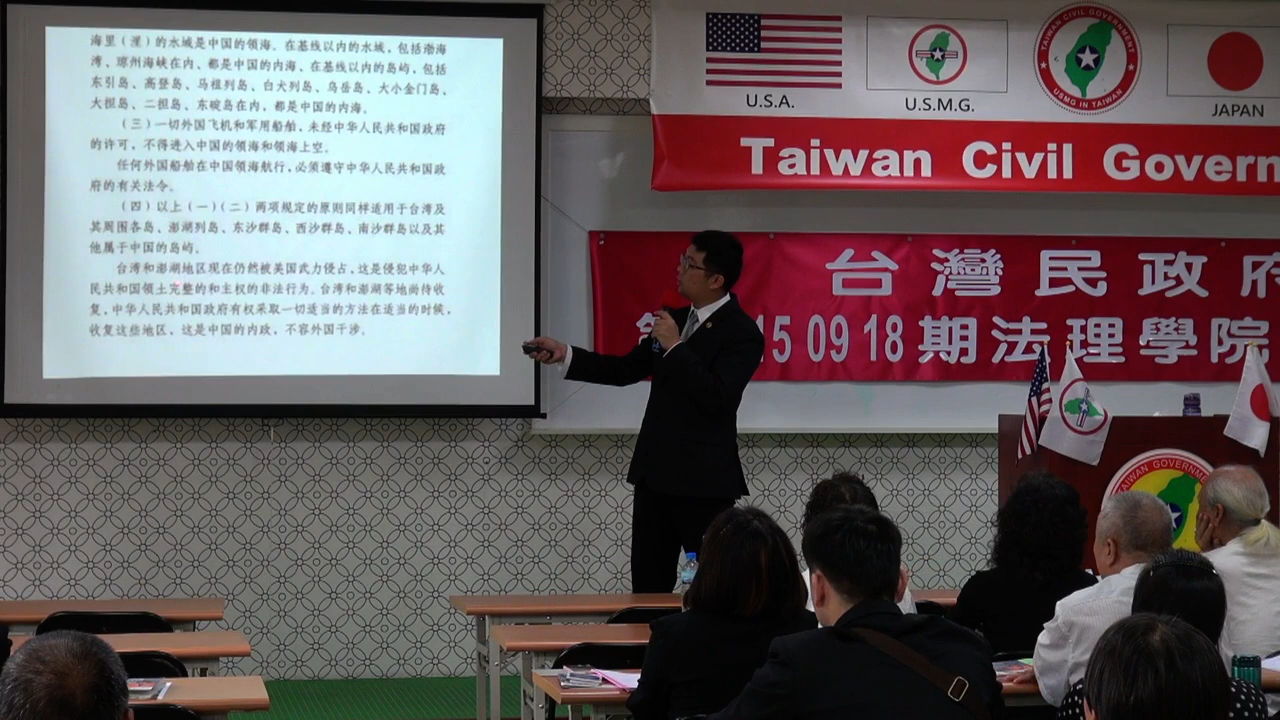 海里（浬）的水域是中国的领海。在基线以内的水域，包括渤海
湾、琼州海峡在内、都是中国的内海、在基线以内的岛屿，包括
东引岛、高登岛、马祖列岛、白犬列岛、乌岳岛、大小金门岛、
大担岛、二担岛、东碇岛在内，都是中国的内海。
（三）一切外国飞机和军用船舶，未经中华人民共和国政府
的许可，不得进入中国的领海和领海上空。
任何外国船舶在中国领海航行，必须遵守中华人民共和国政
府的有关法令。
（四）以上（一）（二）两项规定的原则同样适用于台湾及
其周围各岛、澎湖列岛、东沙群岛、西沙群岛、南沙群岛以及其
他属于中国的岛屿。
台湾和澎湖地区现在仍然被美国武力侵占，这是侵犯中华人
民共和国领土完整的和主权的非法行为。台湾和澎湖等地尚待收
复，中华人民共和国政府有权采取一切适当的方法在适当的时候，
收复这些地区，这是中国的内政，不容外国干涉。
U.S.A.
U.S.M.G.
TAIWAN CIVIL GOVERNMENT
USMG IN TAIWAN
JAPAN
Taiwan Civil Govern
台灣民政府
15 09 18 期法理學院
TAIWAN GOVERNMENT